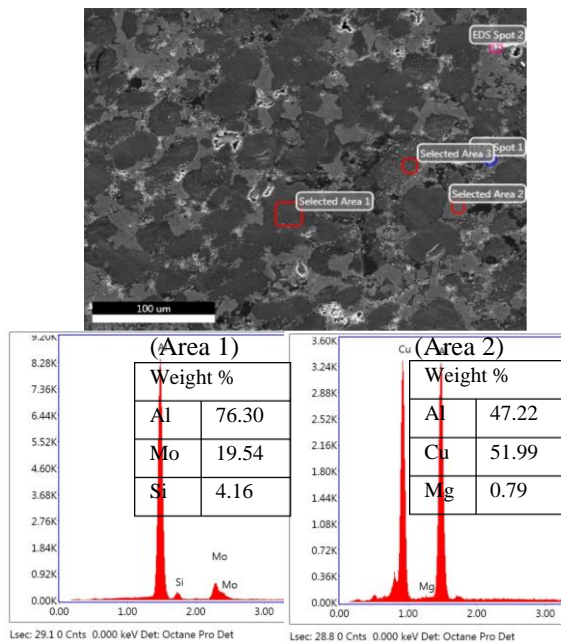 EDS Spot 2
Spot 1
Selected Area 3
Selected Area 1
Selected Area 2
100 µm
9.20K
8.28K
7.36K
6.44K
5.52K
4.60K
3.68K
2.76K
1.84K
0.92K
0.00K
0.00
1.00
2.00
3.00
(Area 1)
Weight %
Al 76.30
Mo 19.54
Si 4.16
Si
Mo
Mo
Lsec: 29.1 0 Cnts 0.000 keV Det: Octane Pro Det
3.60K
3.24K
2.88K
2.52K
2.16K
1.80K
1.44K
1.08K
0.72K
0.36K
0.00K
0.00
1.00
2.00
3.00
Cu
(Area 2)
Weight %
Al 47.22
Cu 51.99
Mg 0.79
Mg
Lsec: 28.8 0 Cnts 0.000 keV Det: Octane Pro Det